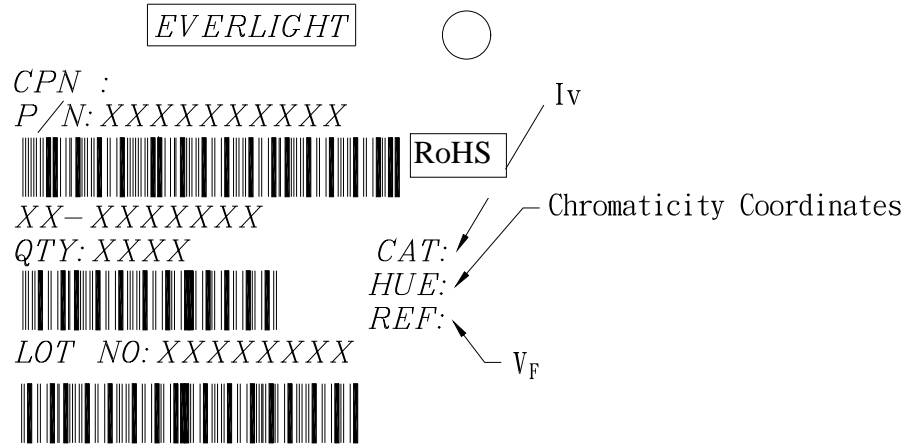 EVERLIGHT
CPN :
P/N: XXXXXXXXXX
Iv
RoHS
XX-XXXXXXX
Chromaticity Coordinates
QTY: XXXX
CAT:
HUE:
REF:
LOT NO: XXXXXXXX
VF